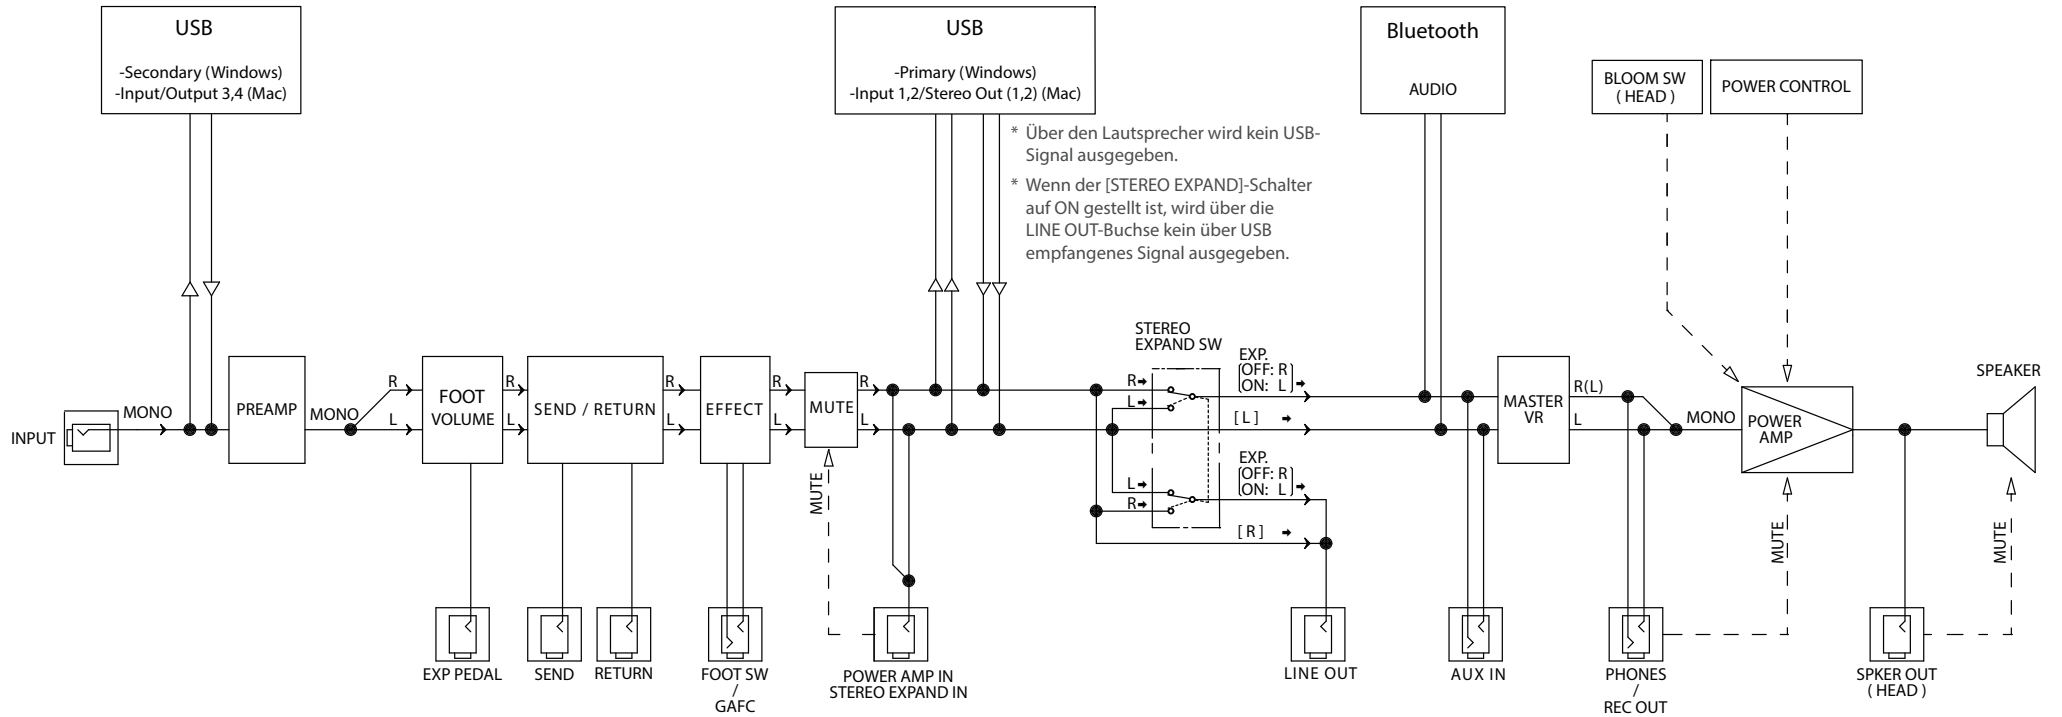 USB
-Secondary (Windows)
-Input/Output 3,4 (Mac)
USB
-Primary (Windows)
-Input 1,2/Stereo Out (1,2) (Mac)
Bluetooth
AUDIO
BLOOM SW
( HEAD )
POWER CONTROL
* Über den Lautsprecher wird kein USB-
Signal ausgegeben.
* Wenn der [STEREO EXPAND]-Schalter
auf ON gestellt ist, wird über die
LINE OUT-Buchse kein über USB
empfangenes Signal ausgegeben.
STEREO
EXPAND SW
EXP.
OFF: R
ON: L
SPEAKER
INPUT
MONO
PREAMP
MONO
R
L
FOOT
VOLUME
R
L
SEND / RETURN
R
L
EFFECT
R
L
MUTE
R
L
R
L
[ L ]
MASTER
VR
R(L)
L
MONO
POWER
AMP
L
R
EXP.
OFF: R
ON: L
[ R ]
MUTE
MUTE
MUTE
EXP PEDAL
SEND
RETURN
FOOT SW
/
GAFC
POWER AMP IN
STEREO EXPAND IN
LINE OUT
AUX IN
PHONES
/
REC OUT
SPKER OUT
( HEAD )